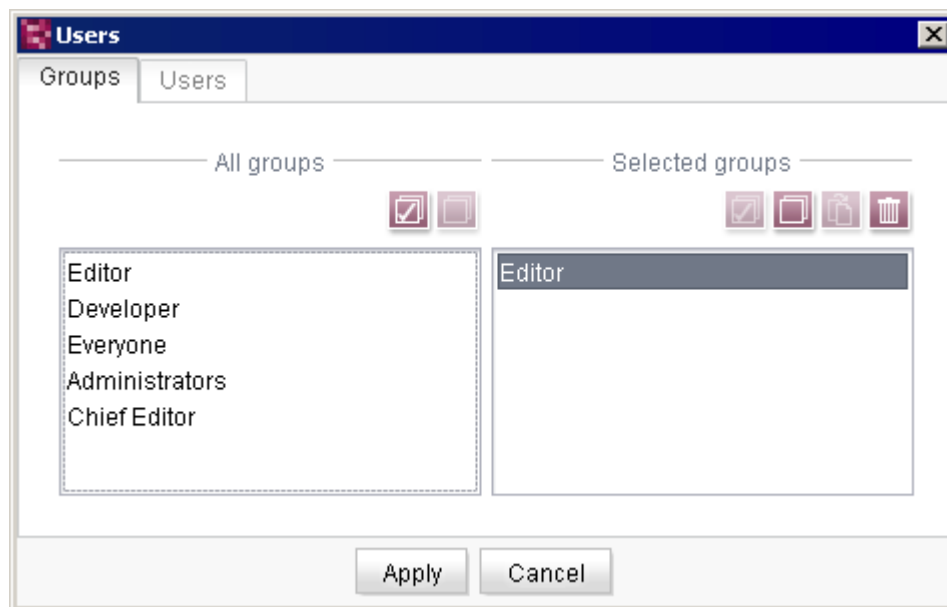 Users
Groups Users
All groups Selected groups
Editor
Developer
Everyone
Administrators
Chief Editor
Editor
Apply Cancel